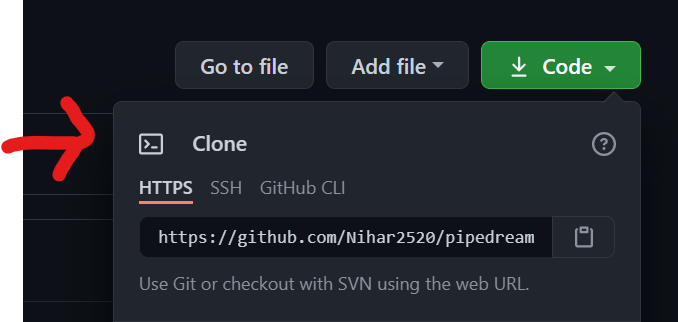 Go to file
Add file
Code
Clone
HTTPS SSH GitHub CLI
https://github.com/Nihar2520/pipedream
Use Git or checkout with SVN using the web URL.